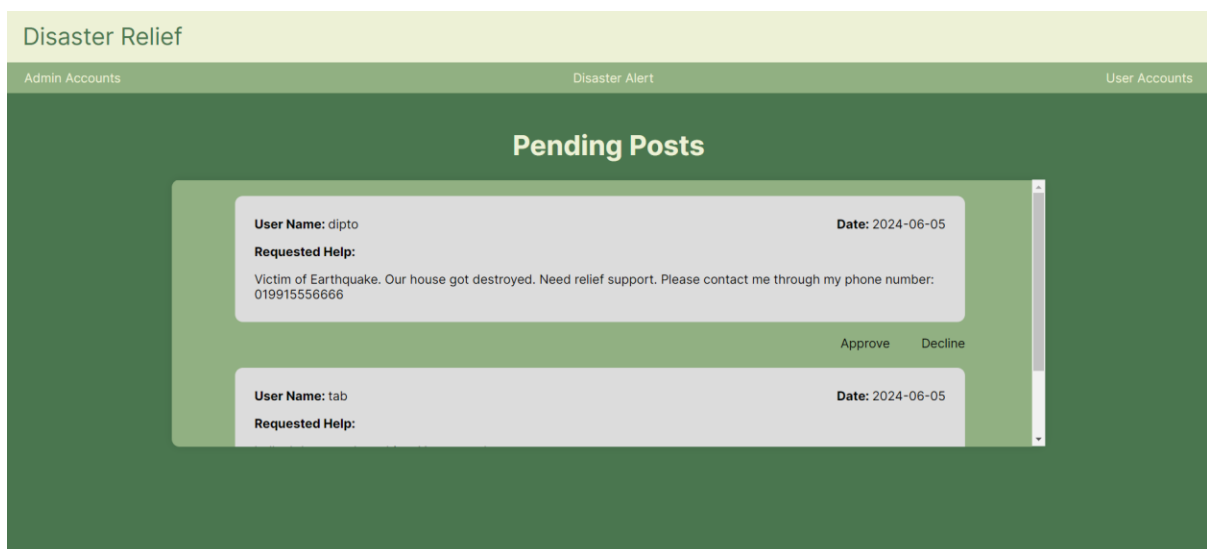 Disaster Relief
Admin Accounts Disaster Alert User Accounts
Pending Posts
User Name: dipto Date: 2024-06-05
Requested Help:
Victim of Earthquake. Our house got destroyed. Need relief support. Please contact me through my phone number:
019915556666
Approve Decline
User Name: tab Date: 2024-06-05
Requested Help: